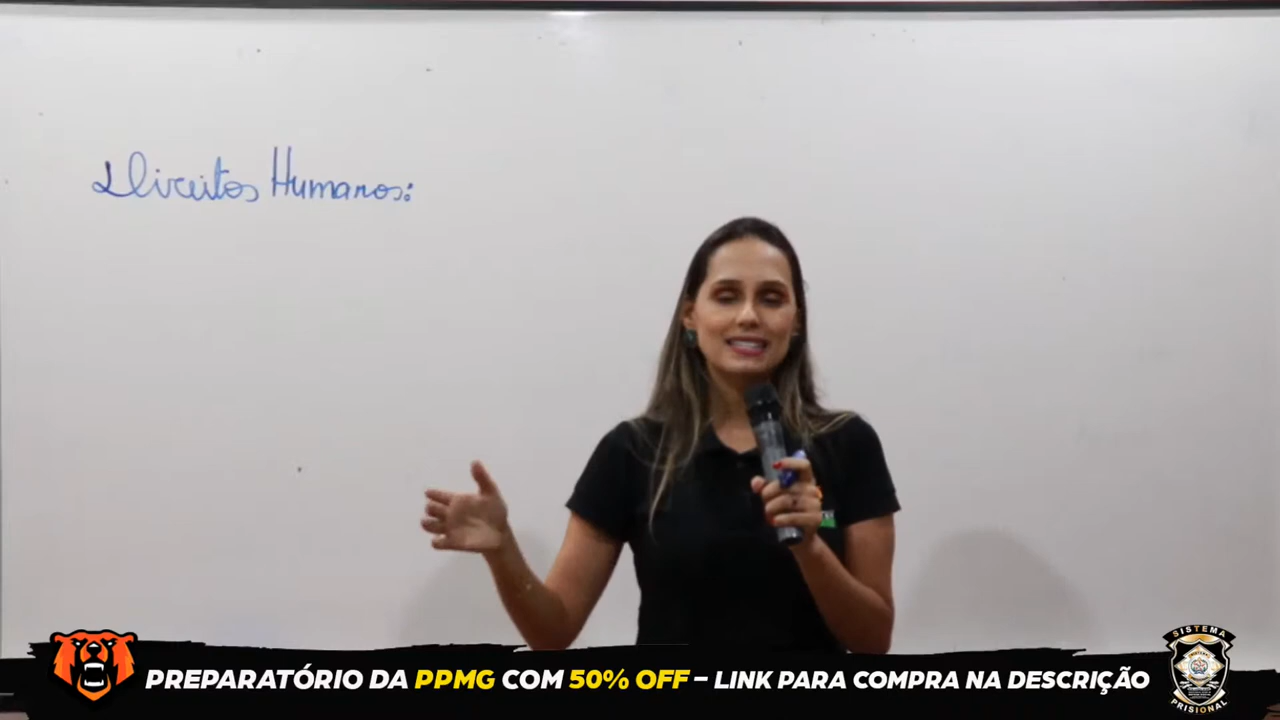 Direitos Humanos:
PREPARATÓRIO DA PPMG COM 50% OFF – LINK PARA COMPRA NA DESCRIÇÃO
SISTEMA
PRISIONAL